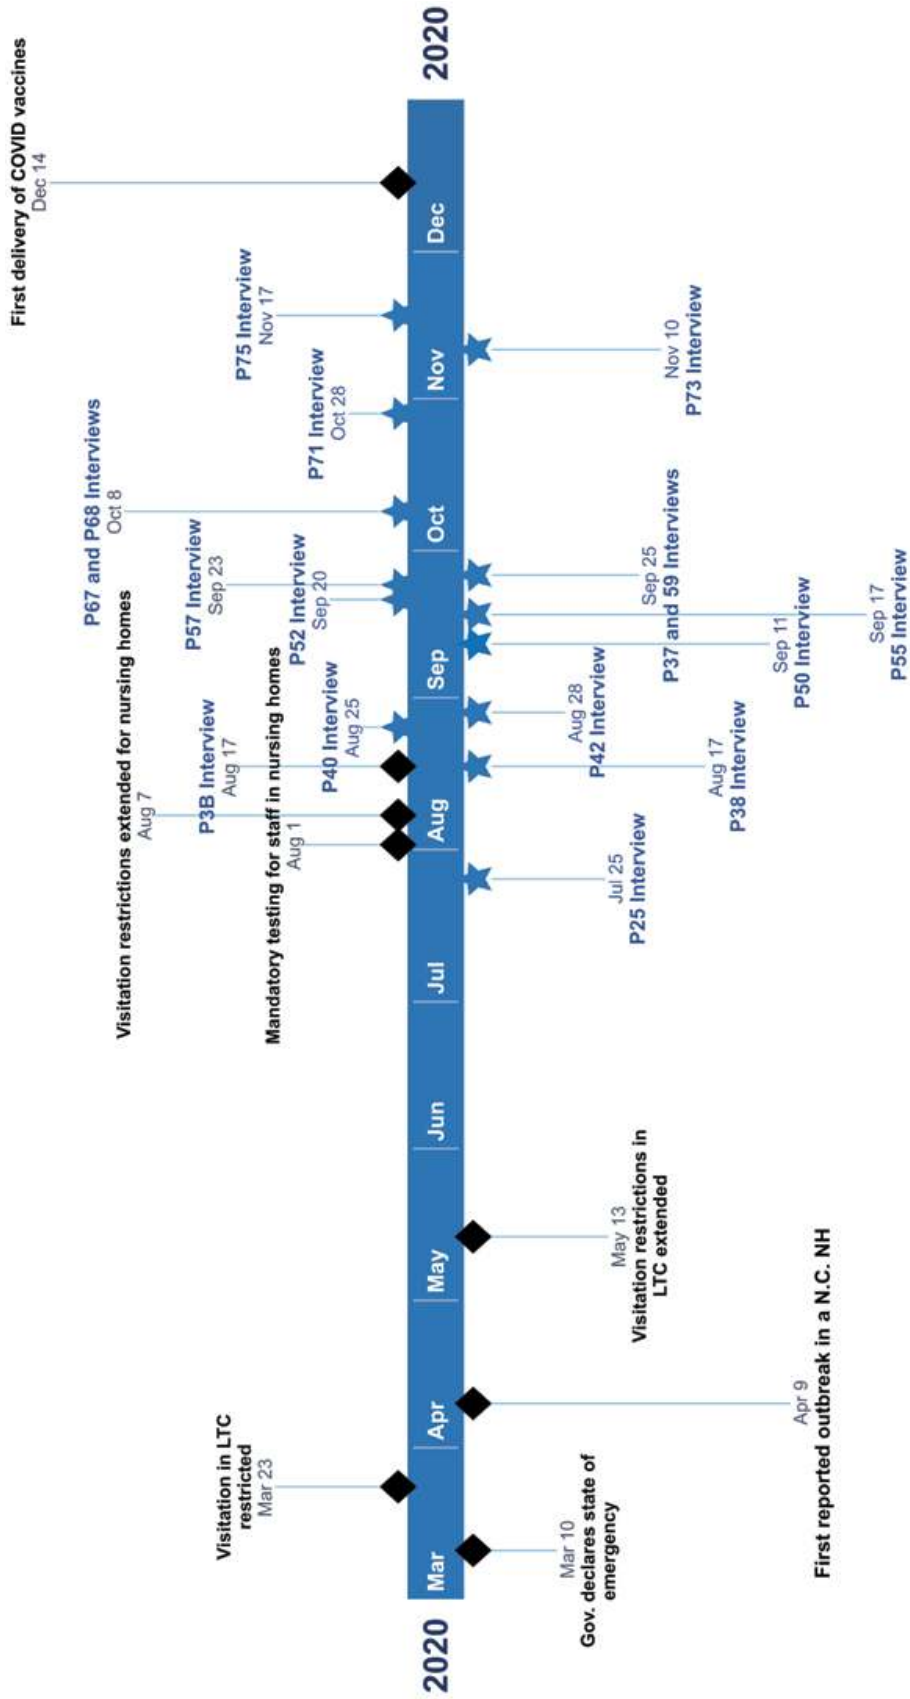 First delivery of COVID vaccines
Dec 14
P75 Interview
Nov 17
P71 Interview
Oct 28
P67 and P68 Interviews
Oct 8
P57 Interview
Sep 23
P52 Interview
Sep 20
Visitation restrictions extended for nursing homes
Aug 7
P3B Interview
Aug 17
P40 Interview
Aug 25
Mandatory testing for staff in nursing homes
Aug 1
Visitation in LTC
restricted
Mar 23
2020
Mar
Apr
May
Jun
Jul
Aug
Sep
Oct
Nov
Dec
2020
Mar 10
Gov. declares state of
emergency
Apr 9
First reported outbreak in a N.C. NH
May 13
Visitation restrictions in
LTC extended
Jul 25
P25 Interview
Aug 17
P38 Interview
Aug 28
P42 Interview
Sep 11
P50 Interview
Sep 17
P55 Interview
Sep 25
P37 and 59 Interviews
Nov 10
P73 Interview